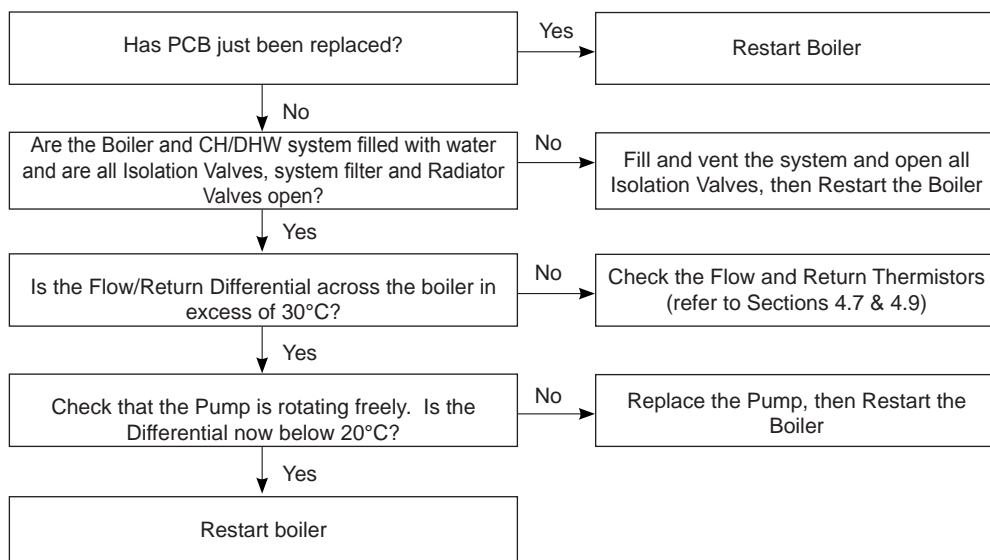 Has PCB just been replaced?
Yes
Restart Boiler
No
Are the Boiler and CH/DHW system filled with water
and are all Isolation Valves, system filter and Radiator
Valves open?
No
Fill and vent the system and open all
Isolation Valves, then Restart the Boiler
Yes
Is the Flow/Return Differential across the boiler in
excess of 30°C?
No
Check the Flow and Return Thermistors
(refer to Sections 4.7 & 4.9)
Yes
Check that the Pump is rotating freely.  Is the
Differential now below 20°C?
No
Replace the Pump, then Restart the
Boiler
Yes
Restart boiler